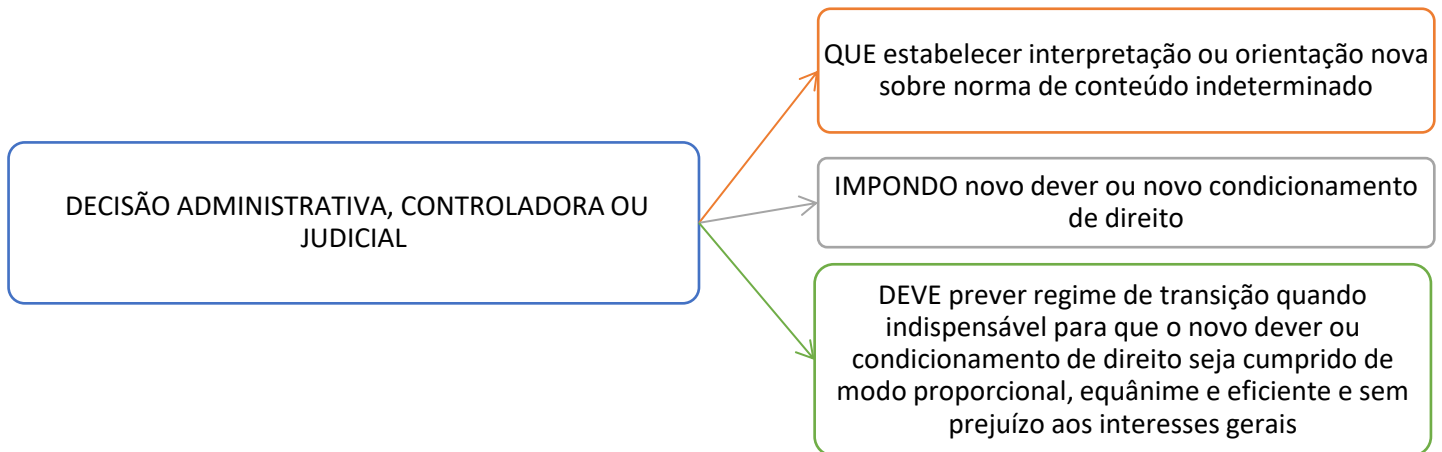 DECISÃO ADMINISTRATIVA, CONTROLADORA OU
JUDICIAL
QUE estabelecer interpretação ou orientação nova
sobre norma de conteúdo indeterminado
IMPONDO novo dever ou novo condicionamento
de direito
DEVE prever regime de transição quando
indispensável para que o novo dever ou
condicionamento de direito seja cumprido de
modo proporcional, equânime e eficiente e sem
prejuízo aos interesses gerais